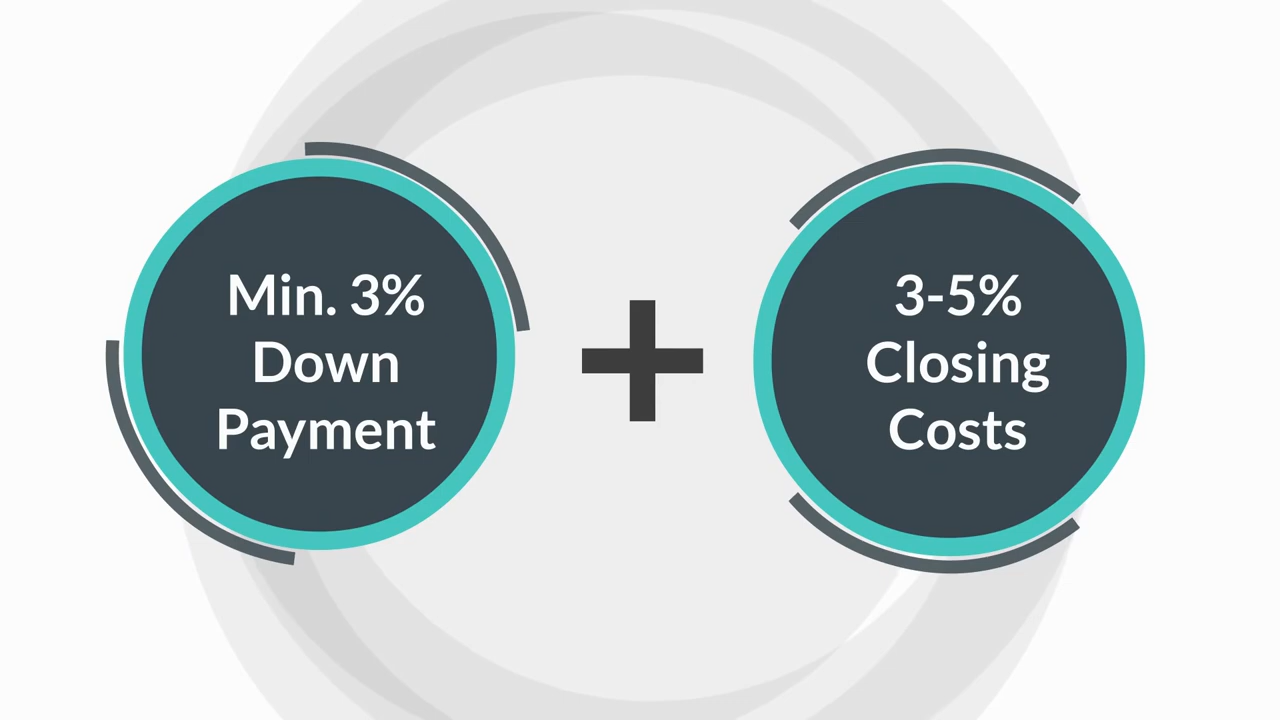 Min. 3%
Down
Payment
+
3-5%
Closing
Costs